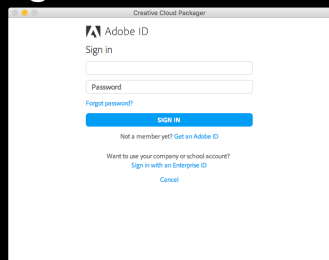 Creative Cloud Packager
Adobe ID
Sign in
Password
Forgot password?
SIGN IN
Not a member yet? Get an Adobe ID
Want to use your company or school account?
Sign in with an Enterprise ID
Cancel